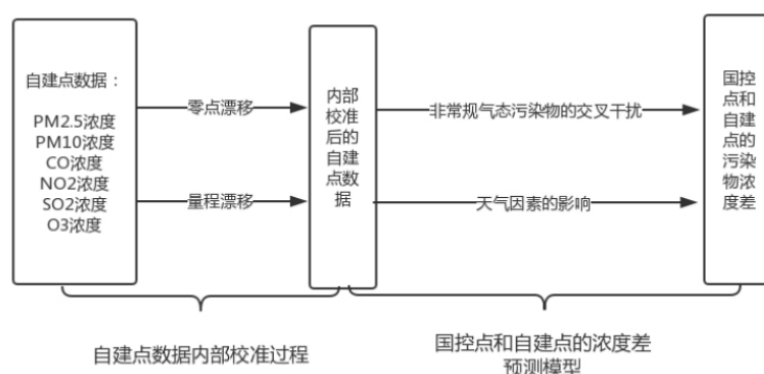 自建点数据：
PM2.5浓度
PM10浓度
CO浓度
NO2浓度
SO2浓度
O3浓度
零点漂移
量程漂移
内部
校准
后的
自建
点数
据
非常规气态污染物的交叉干扰
天气因素的影响
国控
点和
自建
点的
污染
物浓
度差
自建点数据内部校准过程
国控点和自建点的浓度差
预测模型